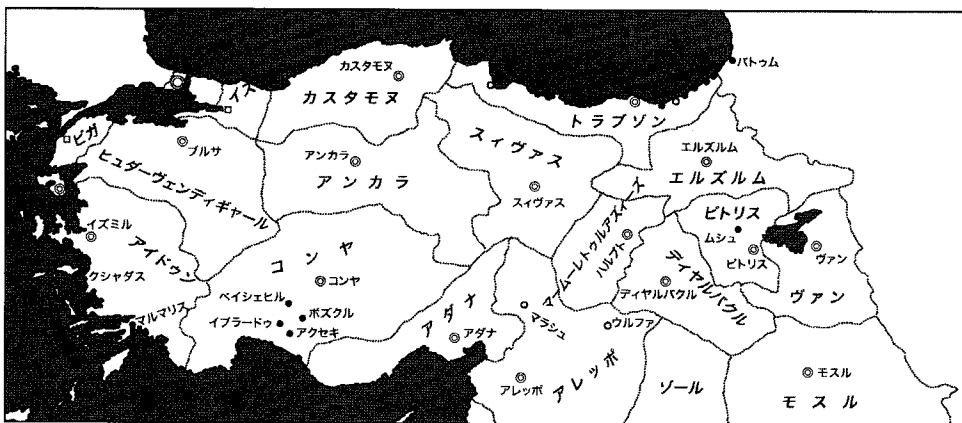 カスタモヌ
カスタモヌ
バトゥム
トラブゾン
ビガ
ブルサ
ヒュダーヴェンディギャール
アンカラ
アンカラ
スィヴァス
スィヴァス
エルズルム
エルズルム
イズミル
アイドゥン
クシャダス
マルマリス
コンヤ
コンヤ
ベイシェヒル
ボズクル
イブラードゥ
アクセキ
アダナ
アダナ
マームーレトゥルアズィーズ
ハルプト
ディヤルバクル
ディヤルバクル
ビトリス
ムシュ
ビトリス
ヴァン
ヴァン
マラシュ
ウルファ
アレッポ
アレッポ
ゾール
モスル
モスル